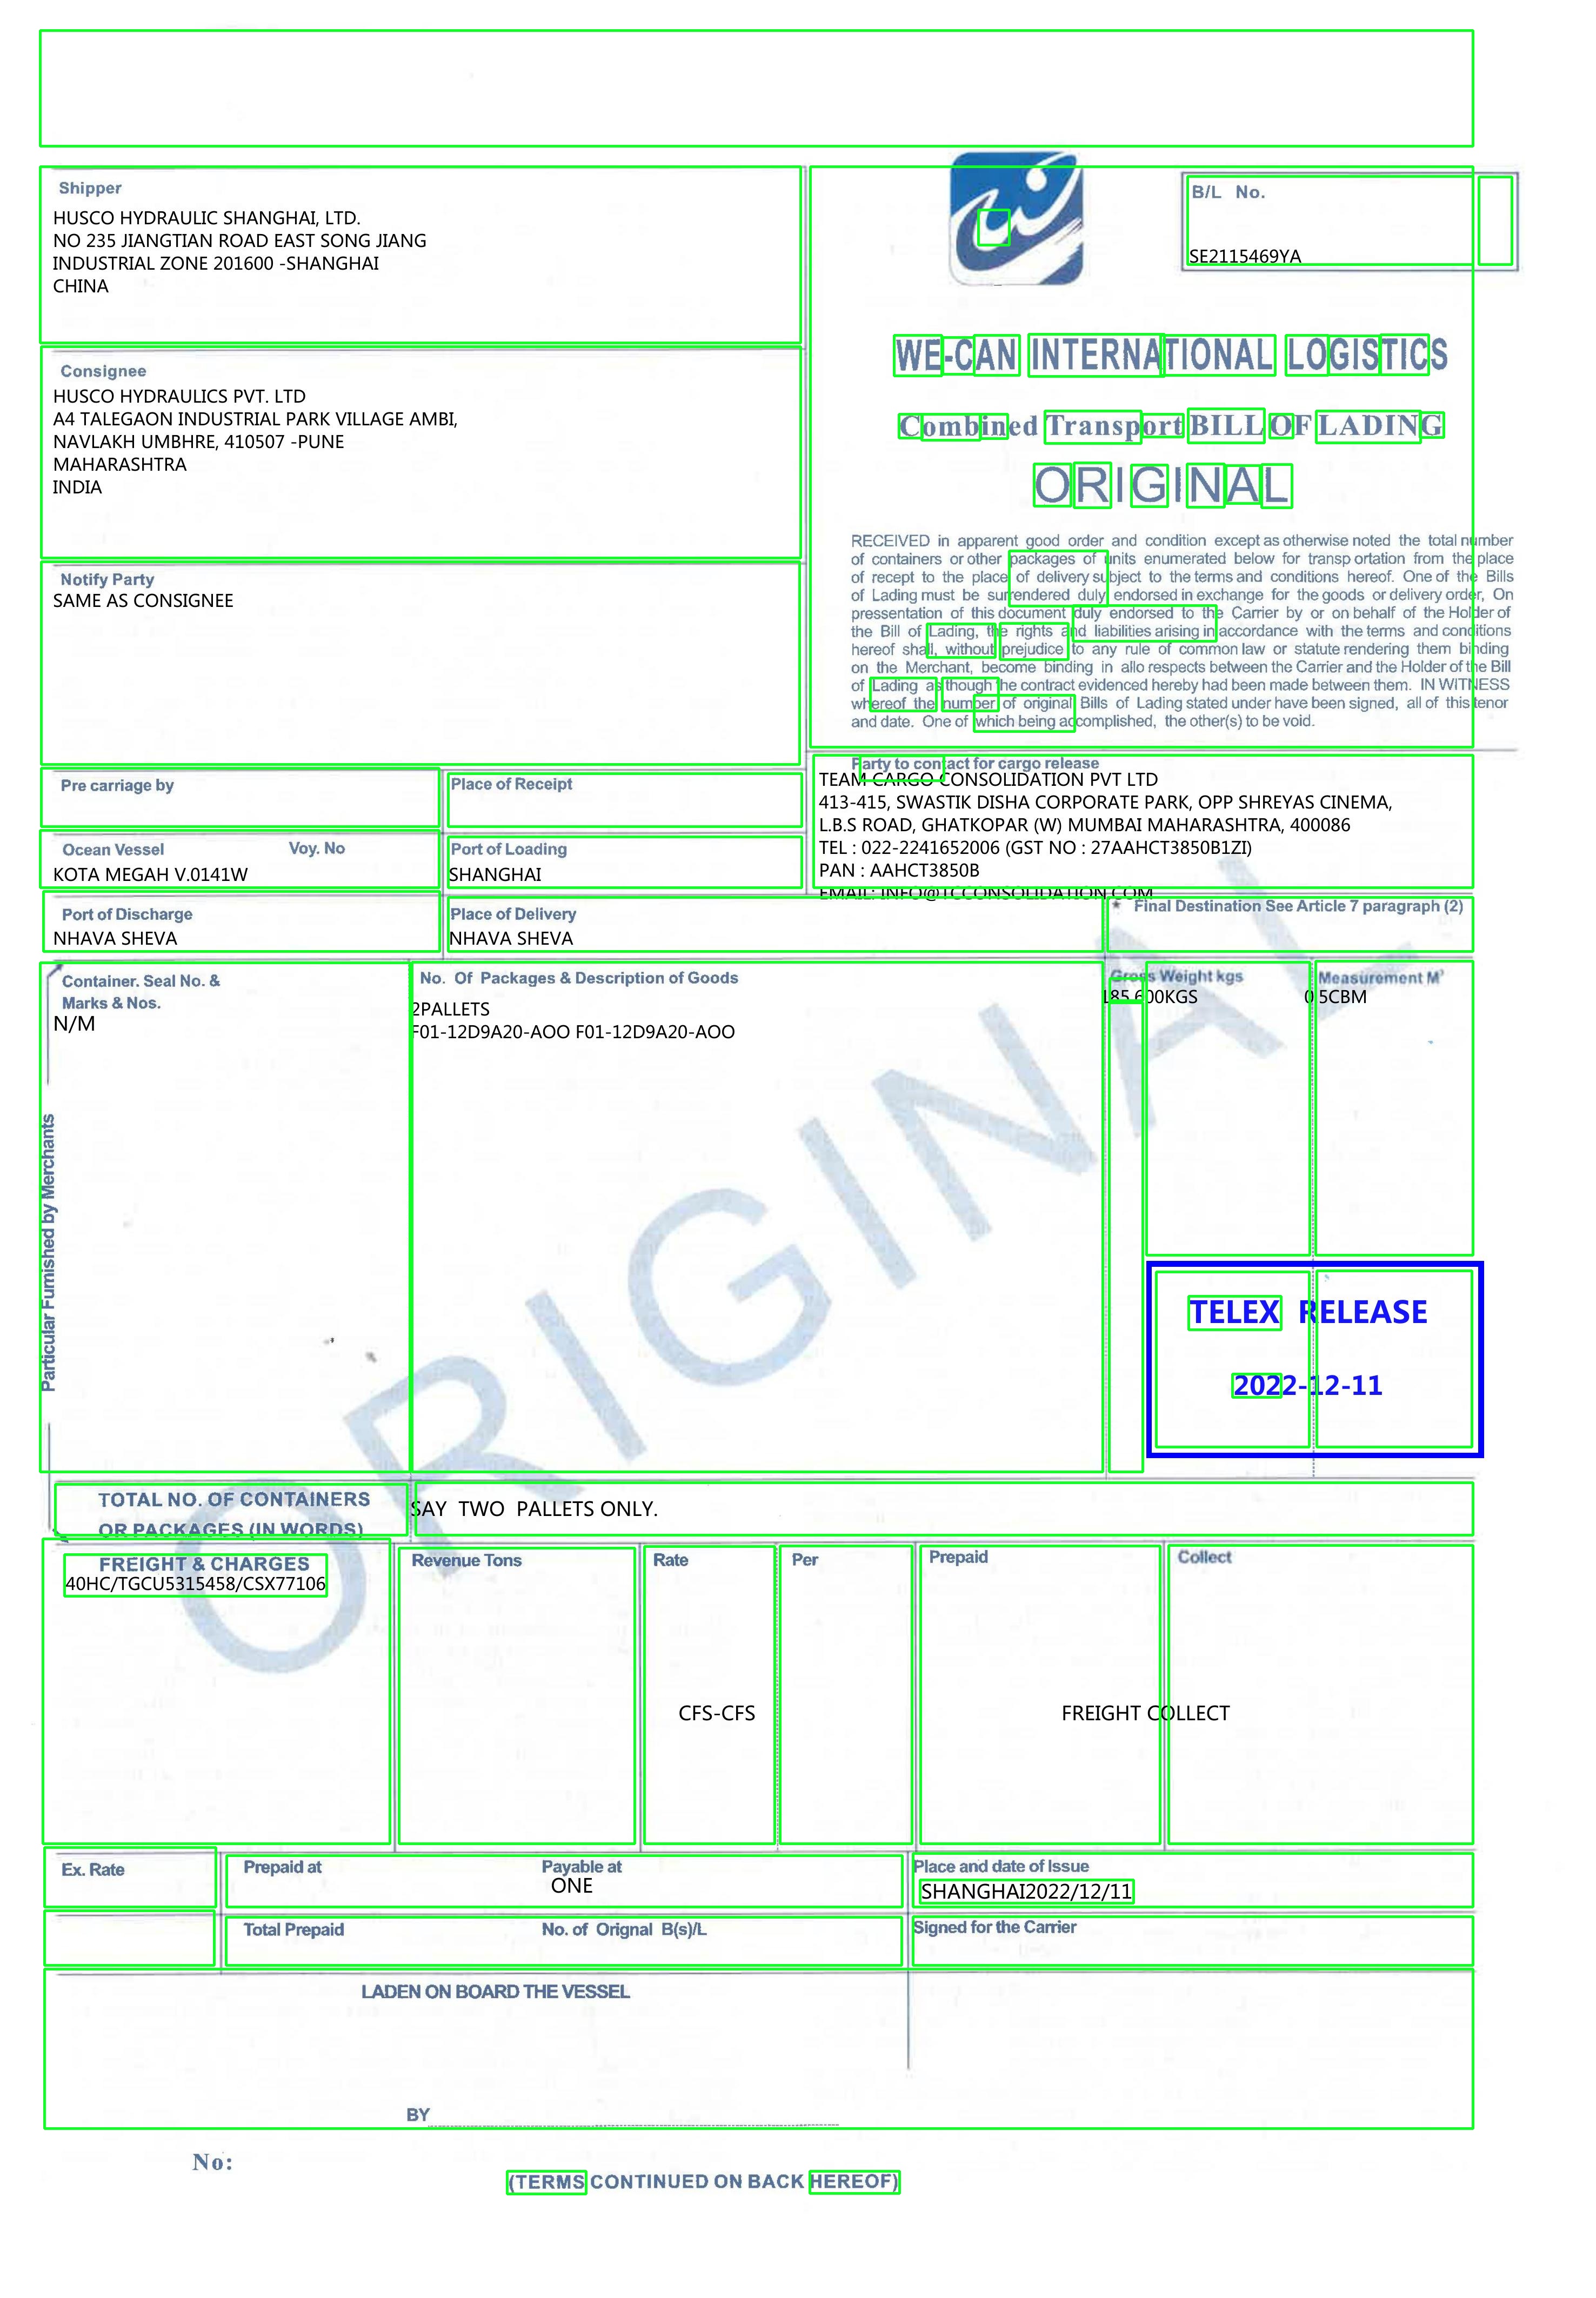 Shipper
HUSCO HYDRAULIC SHANGHAI, LTD.
NO 235 JIANGTIAN ROAD EAST SONG JIANG
INDUSTRIAL ZONE 201600 -SHANGHAI
CHINA
B/L No.
SE2115469YA
WE-CAN INTERNATIONAL LOGISTICS
Combined Transport BILL OF LADING
ORIGINAL
Consignee
HUSCO HYDRAULICS PVT. LTD
A4 TALEGAON INDUSTRIAL PARK VILLAGE AMBI,
NAVLAKH UMBHRE, 410507 -PUNE
MAHARASHTRA
INDIA
RECEIVED in apparent good order and condition except as otherwise noted the total number
of containers or other packages of units enumerated below for transp ortation from the place
of recept to the place of delivery subject to the terms and conditions hereof. One of the Bills
of Lading must be surrendered duly endorsed in exchange for the goods or delivery order, On
pressentation of this document duly endorsed to the Carrier by or on behalf of the Holder of
the Bill of Lading, the rights and liabilities arising in accordance with the terms and conditions
hereof shall, without prejudice to any rule of common law or statute rendering them binding
on the Merchant, become binding in allo respects between the Carrier and the Holder of the Bill
of Lading as though the contract evidenced hereby had been made between them. IN WITNESS
whereof the number of original Bills of Lading stated under have been signed, all of this tenor
and date. One of which being accomplished, the other(s) to be void.
Notify Party
SAME AS CONSIGNEE
Party to contact for cargo release
TEAM CARGO CONSOLIDATION PVT LTD
413-415, SWASTIK DISHA CORPORATE PARK, OPP SHREYAS CINEMA,
L.B.S ROAD, GHATKOPAR (W) MUMBAI MAHARASHTRA, 400086
TEL : 022-2241652006 (GST NO : 27AAHCT3850B1ZI)
PAN : AAHCT3850B
EMAIL: INFO@TCCONSOLIDATION.COM
Pre carriage by
Place of Receipt
Ocean Vessel Voy. No
KOTA MEGAH V.0141W
Port of Loading
SHANGHAI
Port of Discharge
NHAVA SHEVA
Place of Delivery
NHAVA SHEVA
* Final Destination See Article 7 paragraph (2)
Container. Seal No. &
Marks & Nos.
N/M
No. Of Packages & Description of Goods
2PALLETS
F01-12D9A20-AOO F01-12D9A20-AOO
Gross Weight kgs
185.600KGS
Measurement M³
0.5CBM
Particular Fumished by Merchants
ORIGINAL
TELEX RELEASE
2022-12-11
TOTAL NO. OF CONTAINERS
OR PACKAGES (IN WORDS)
SAY TWO PALLETS ONLY.
FREIGHT & CHARGES
40HC/TGCU5315458/CSX77106
Revenue Tons
Rate
Per
Prepaid
Collect
CFS-CFS
FREIGHT COLLECT
Ex. Rate
Prepaid at
Payable at
ONE
Place and date of Issue
SHANGHAI2022/12/11
Total Prepaid
No. of Orignal B(s)/L
Signed for the Carrier
LADEN ON BOARD THE VESSEL
BY
No:
(TERMS CONTINUED ON BACK HEREOF)